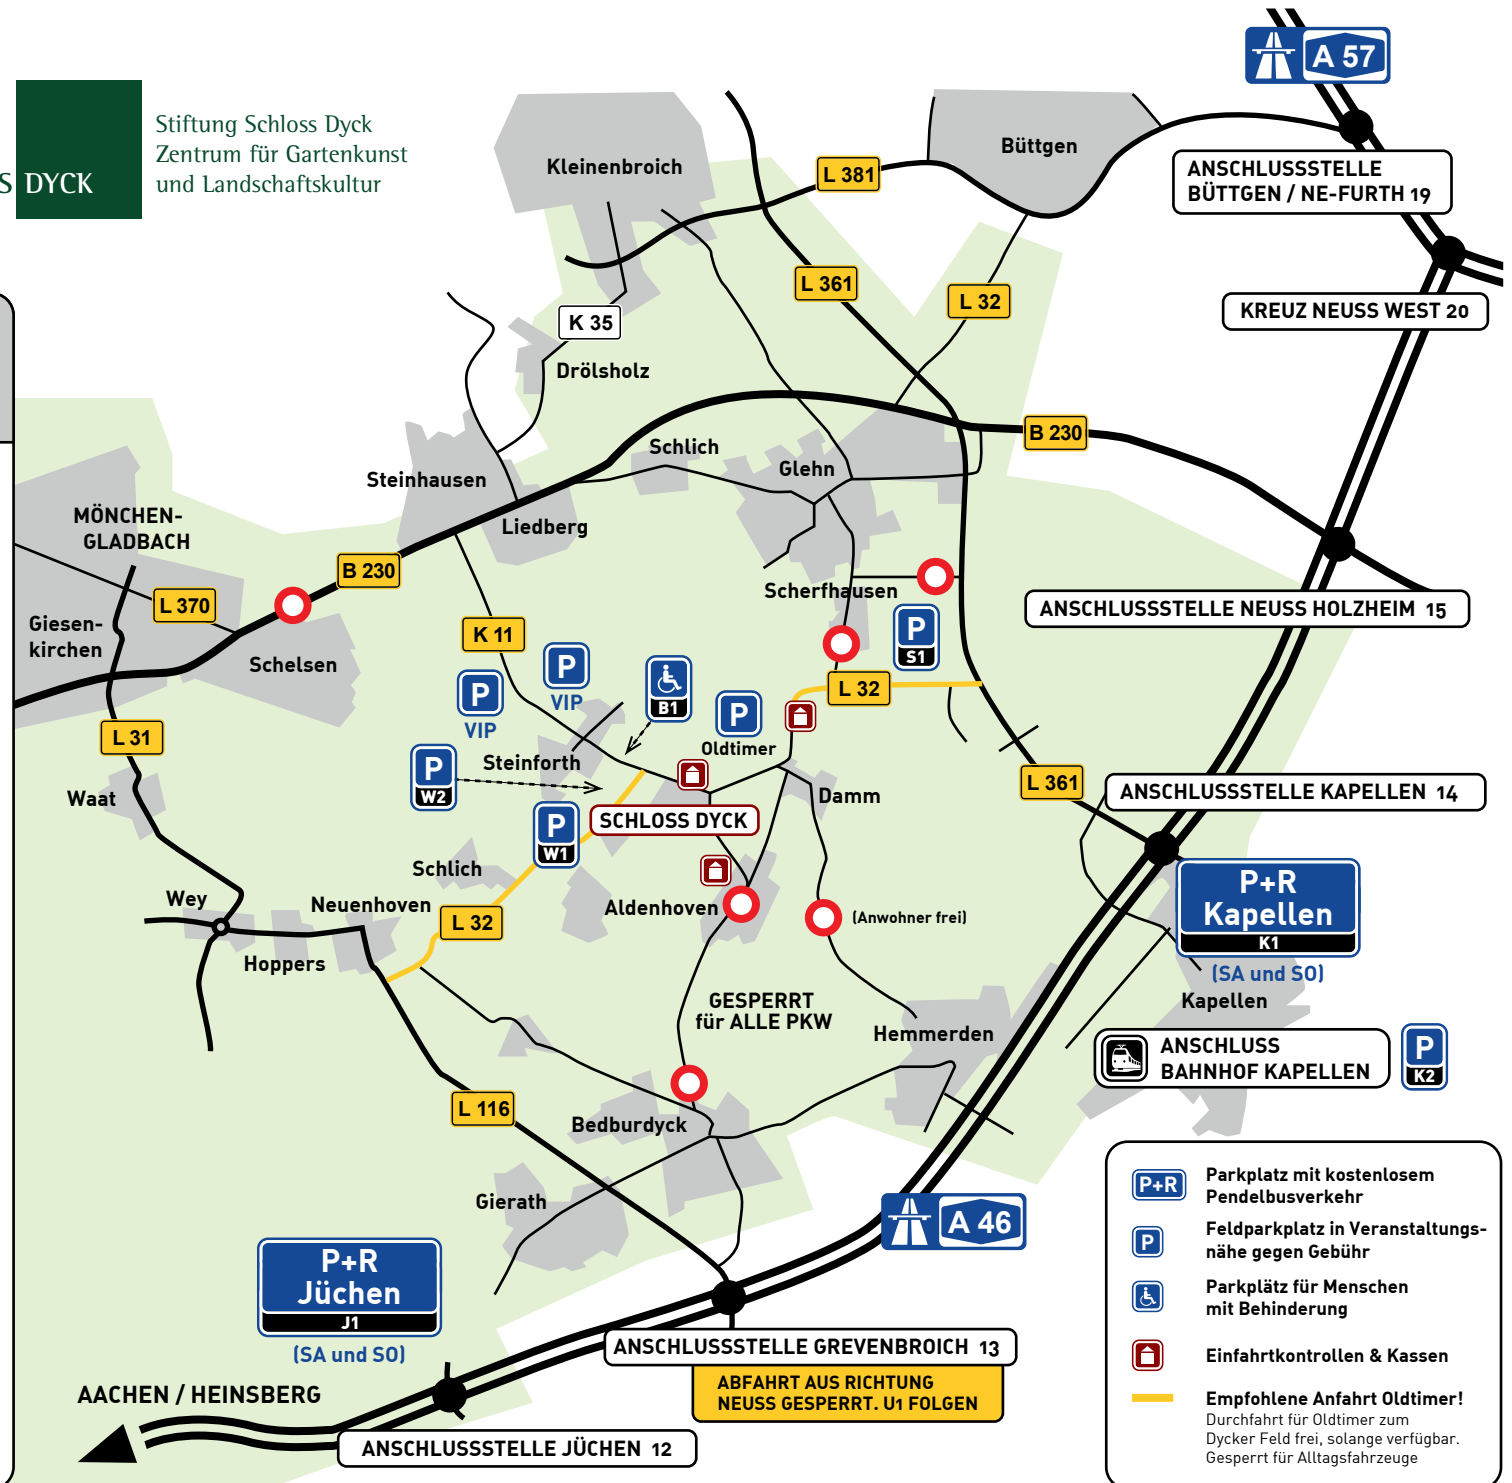 Stiftung Schloss Dyck
Zentrum für Gartenkunst
und Landschaftskultur
S DYCK
A 57
ANSCHLUSSSTELLE
BÜTTGEN / NE-FURTH 19
KREUZ NEUSS WEST 20
Kleinenbroich
Büttgen
L 381
L 361
L 32
K 35
Drölsholz
B 230
Schlich
Glehn
Steinhausen
Liedberg
MÖNCHEN-
GLADBACH
B 230
L 370
Giesen-
kirchen
Schelsen
Scherfhausen
ANSCHLUSSSTELLE NEUSS HOLZHEIM 15
K 11
P
S1
P
VIP
P
VIP
B1
P
Oldtimer
L 32
L 31
Steinforth
P
W2
Waat
Damm
L 361
ANSCHLUSSSTELLE KAPELLEN 14
SCHLOSS DYCK
P
W1
Schlich
Wey
Neuenhoven
L 32
Aldenhoven
(Anwohner frei)
P+R
Kapellen
K1
(SA und SO)
Kapellen
Hoppers
GESPERRT
für ALLE PKW
Hemmerden
ANSCHLUSS
BAHNHOF KAPELLEN
P
K2
L 116
Bedburdyck
Gierath
A 46
P+R
Jüchen
J1
(SA und SO)
AACHEN / HEINSBERG
ANSCHLUSSSTELLE GREVENBROICH 13
ABFAHRT AUS RICHTUNG
NEUSS GESPERRT. U1 FOLGEN
ANSCHLUSSSTELLE JÜCHEN 12
P+R
Parkplatz mit kostenlosem
Pendelbusverkehr
P
Feldparkplatz in Veranstaltungs-
nähe gegen Gebühr
Parkplätz für Menschen
mit Behinderung
Einfahrtkontrollen & Kassen
Empfohlene Anfahrt Oldtimer!
Durchfahrt für Oldtimer zum
Dycker Feld frei, solange verfügbar.
Gesperrt für Alltagsfahrzeuge